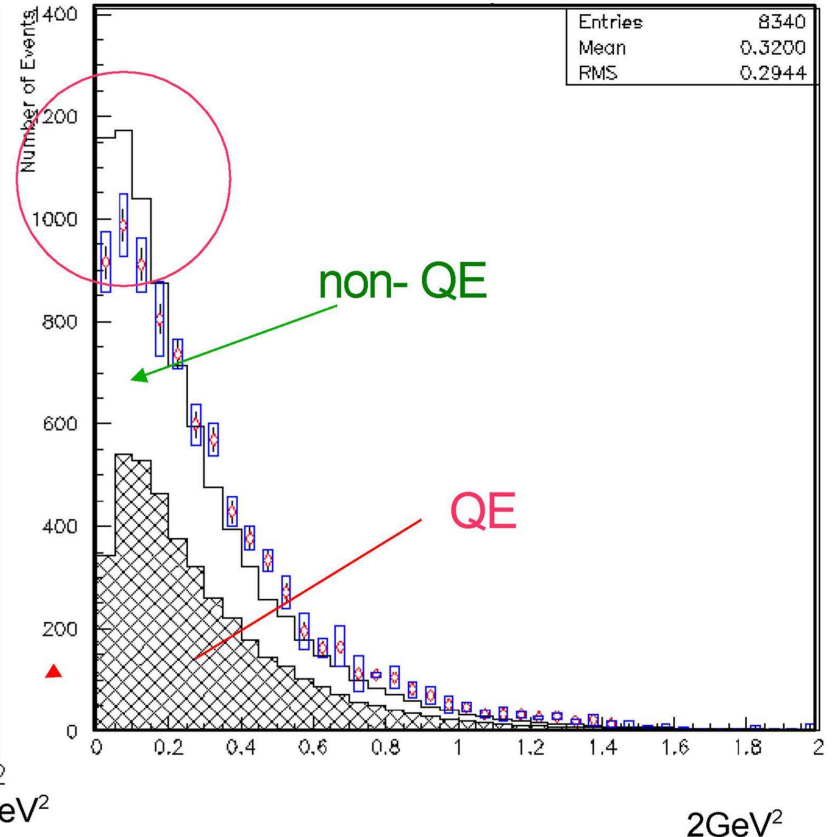 1400
Number of Events
Entries 8340
Mean 0.3200
RMS 0.2944
1200
1000
non- QE
800
600
QE
400
200
0
0 0.2 0.4 0.6 0.8 1 1.2 1.4 1.6 1.8 2
2
eV²
2GeV²